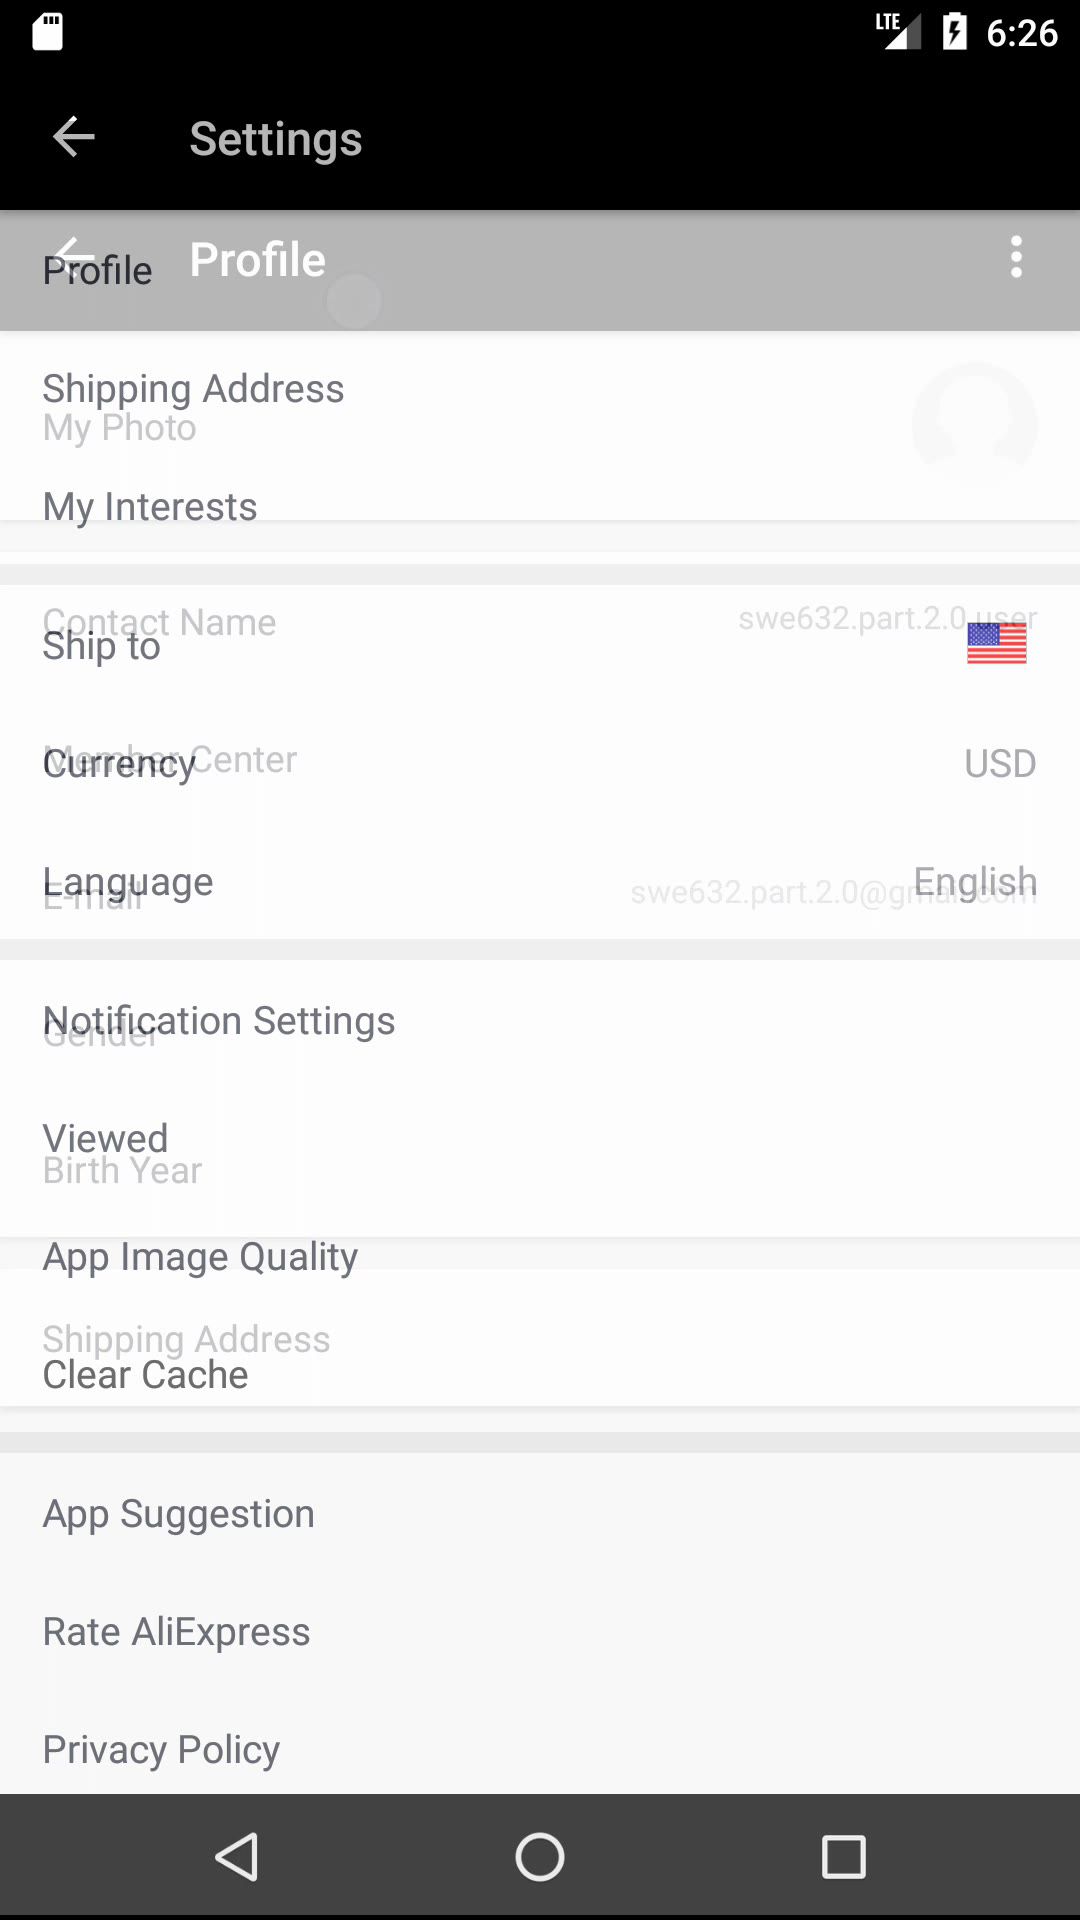 LTE 6:26
Settings
Profile
Profile
Shipping Address
My Photo
My Interests
Contact Name swe632.part.2.0 user
Ship to
Member Center
Currency USD
Language English
E-mail swe632.part.2.0@gmail.com
Notification Settings
Gender
Viewed
Birth Year
App Image Quality
Shipping Address
Clear Cache
App Suggestion
Rate AliExpress
Privacy Policy